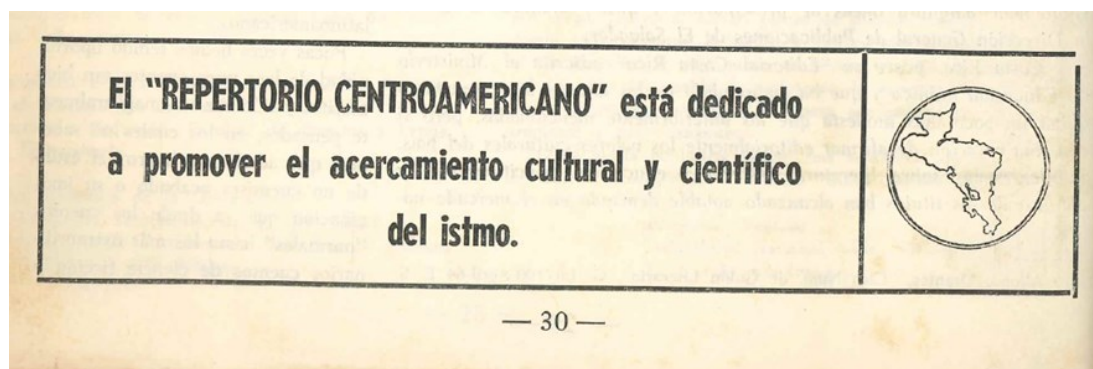 El "REPERTORIO CENTROAMERICANO" está dedicado
a promover el acercamiento cultural y científico
del istmo.
— 30 —